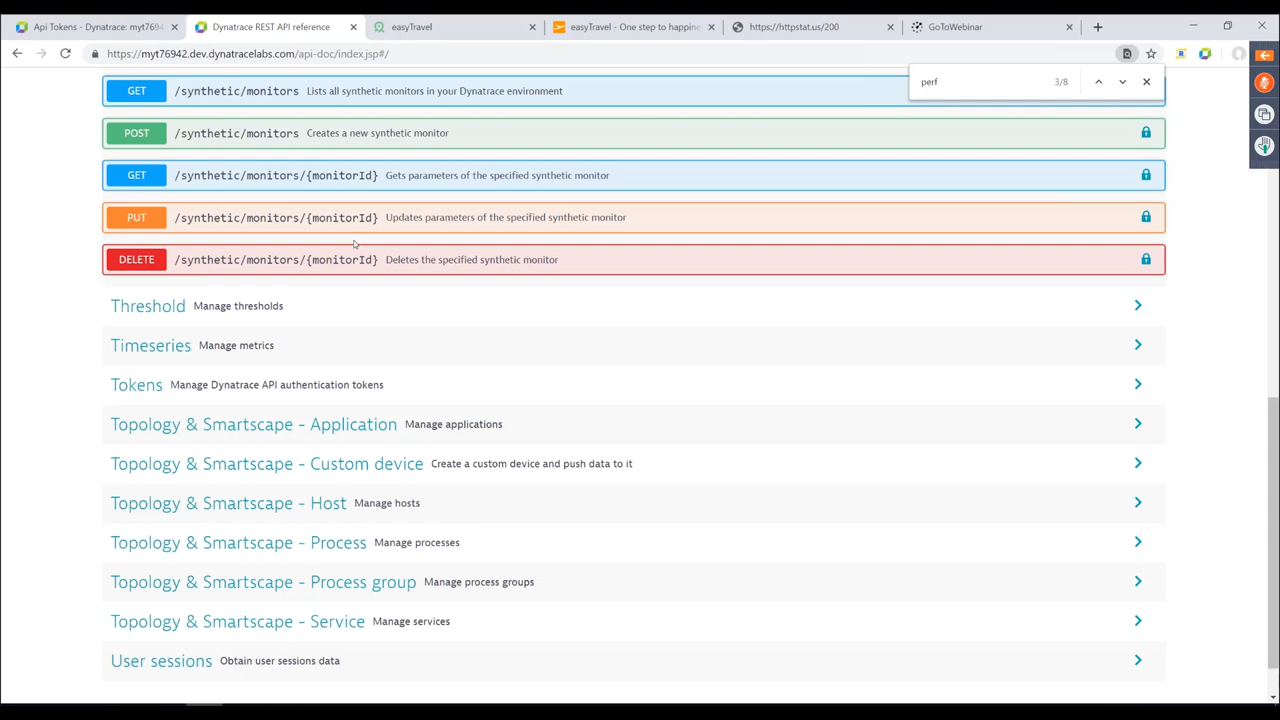 Api Tokens - Dynatrace: myt7694
Dynatrace REST API reference
easyTravel
easyTravel - One step to happine
https://httpstat.us/200
GoToWebinar
https://myt76942.dev.dynatracelabs.com/api-doc/index.jsp#/
perf
3/8
GET /synthetic/monitors Lists all synthetic monitors in your Dynatrace environment
POST /synthetic/monitors Creates a new synthetic monitor
GET /synthetic/monitors/{monitorId} Gets parameters of the specified synthetic monitor
PUT /synthetic/monitors/{monitorId} Updates parameters of the specified synthetic monitor
DELETE /synthetic/monitors/{monitorId} Deletes the specified synthetic monitor
Threshold Manage thresholds
Timeseries Manage metrics
Tokens Manage Dynatrace API authentication tokens
Topology & Smartscape - Application Manage applications
Topology & Smartscape - Custom device Create a custom device and push data to it
Topology & Smartscape - Host Manage hosts
Topology & Smartscape - Process Manage processes
Topology & Smartscape - Process group Manage process groups
Topology & Smartscape - Service Manage services
User sessions Obtain user sessions data